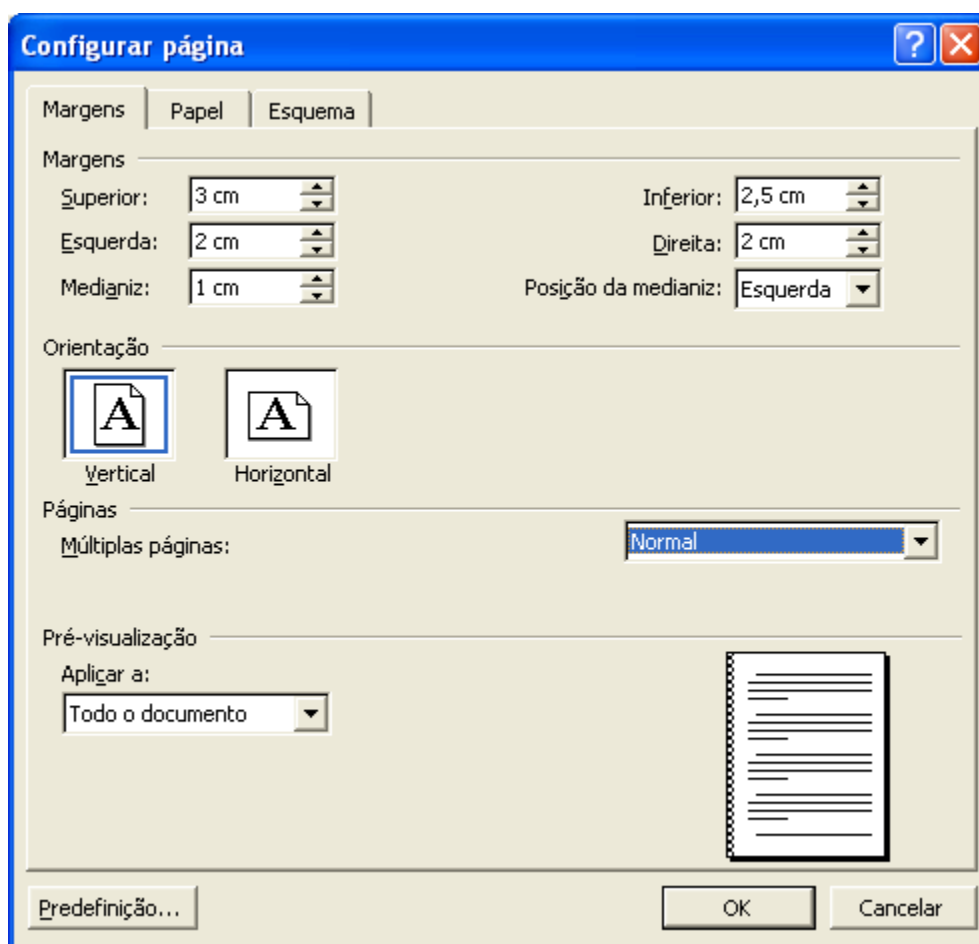 Configurar página
Margens Papel Esquema
Margens
Superior: 3 cm Inferior: 2,5 cm
Esquerda: 2 cm Direita: 2 cm
Medianiz: 1 cm Posição da medianiz: Esquerda
Orientação
A A
Vertical Horizontal
Páginas
Múltiplas páginas: Normal
Pré-visualização
Aplicar a:
Todo o documento
Predefinição... OK Cancelar